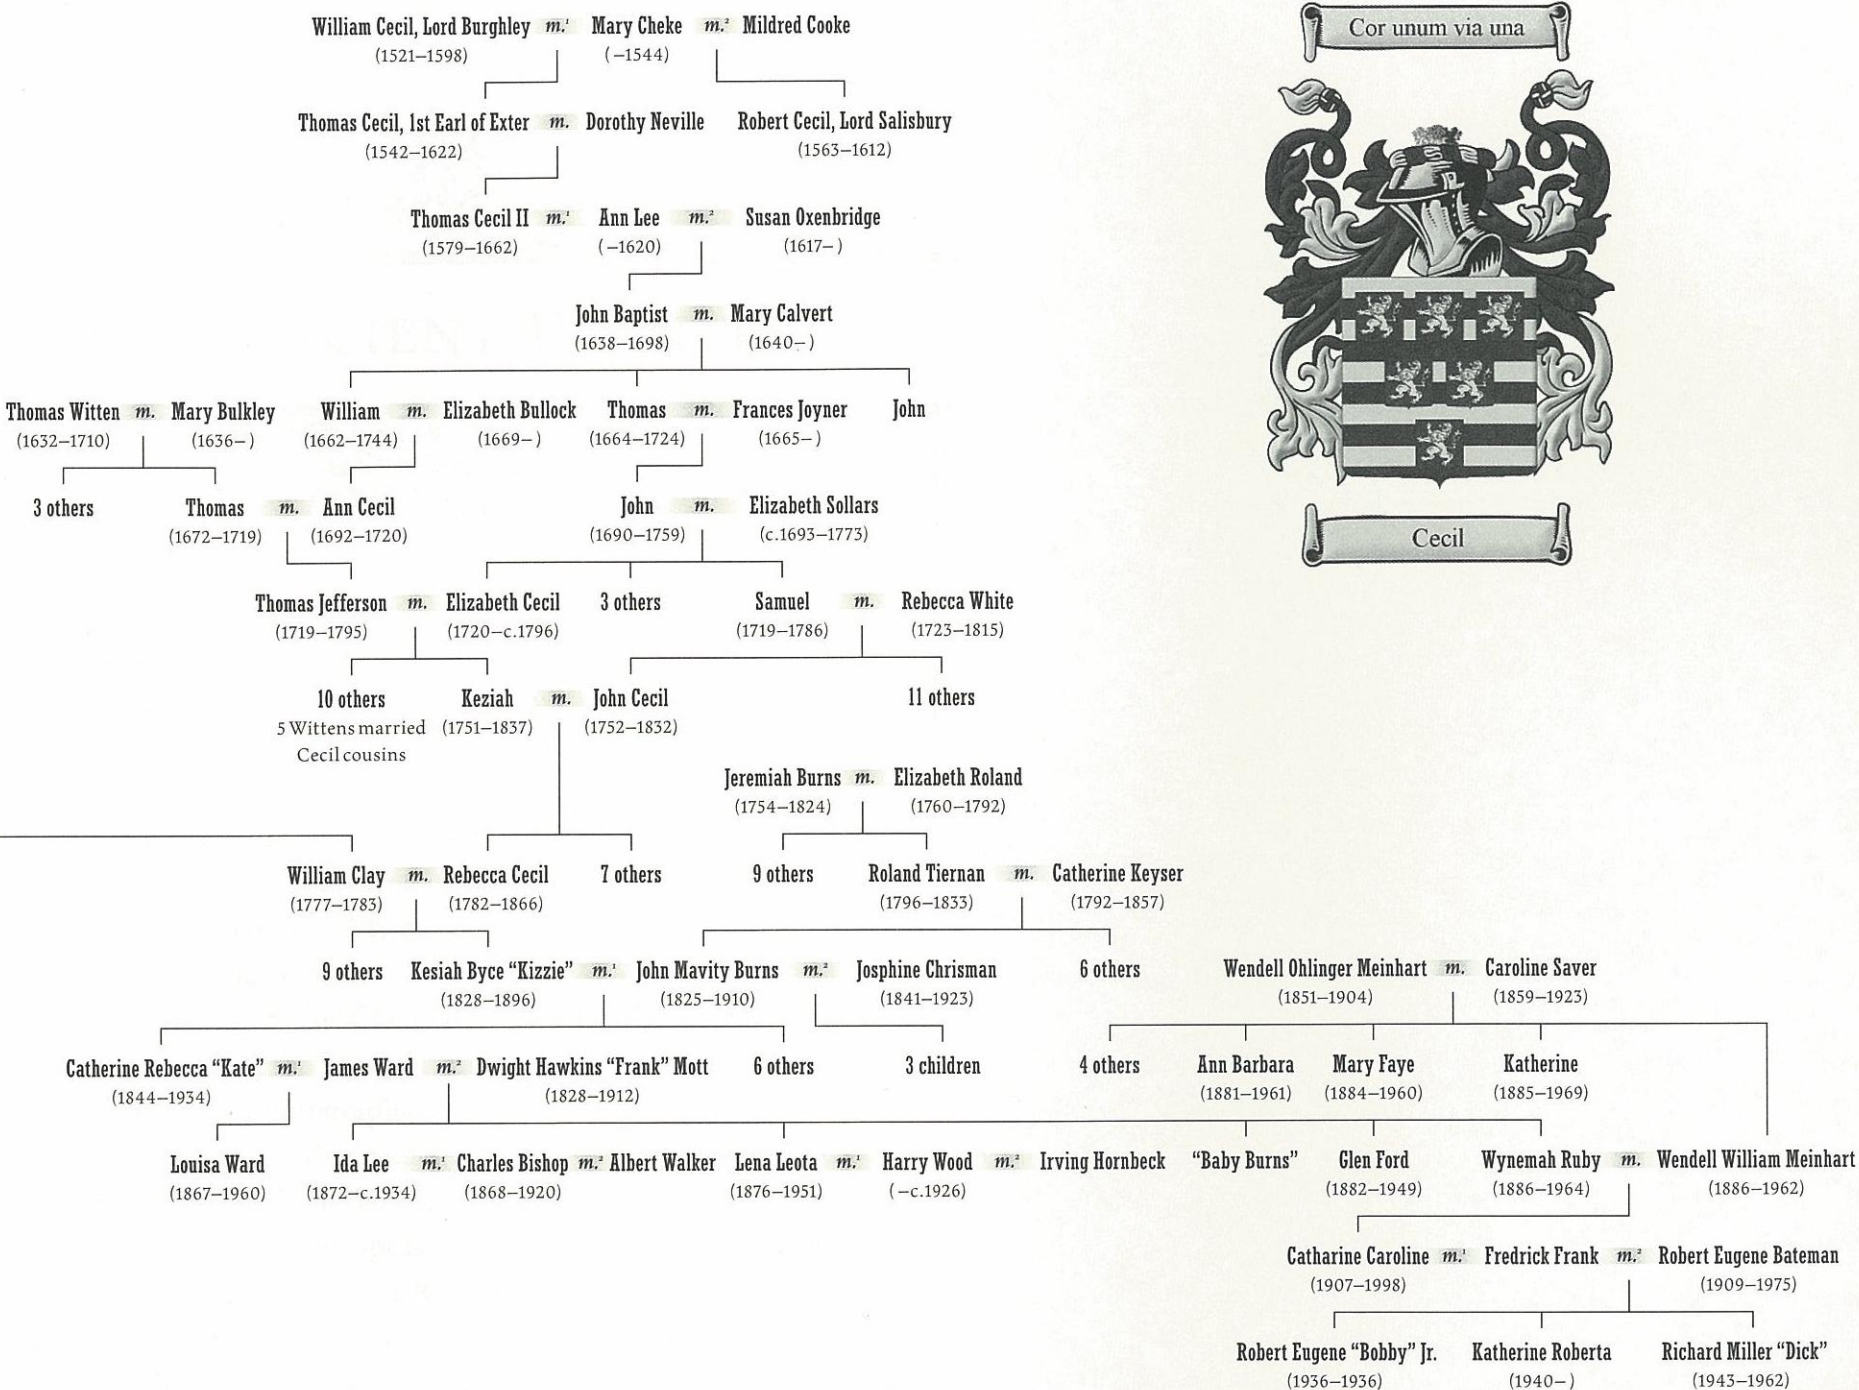 William Cecil, Lord Burghley m.¹ Mary Cheke m.² Mildred Cooke
(1521–1598) (–1544)
Cor unum via una
Thomas Cecil, 1st Earl of Exter m. Dorothy Neville Robert Cecil, Lord Salisbury
(1542–1622) (1563–1612)
Thomas Cecil II m.¹ Ann Lee m.² Susan Oxenbridge
(1579–1662) (–1620) (1617–)
John Baptist m. Mary Calvert
(1638–1698) (1640–)
Thomas Witten m. Mary Bulkley William m. Elizabeth Bullock Thomas m. Frances Joyner John
(1632–1710) (1636–) (1662–1744) (1669–) (1664–1724) (1665–)
3 others Thomas m. Ann Cecil John m. Elizabeth Sollars
(1672–1719) (1692–1720) (1690–1759) (c.1693–1773)
Cecil
Thomas Jefferson m. Elizabeth Cecil 3 others Samuel m. Rebecca White
(1719–1795) (1720–c.1796) (1719–1786) (1723–1815)
10 others Keziah m. John Cecil 11 others
5 Wittens married (1751–1837) (1752–1832)
Cecil cousins
Jeremiah Burns m. Elizabeth Roland
(1754–1824) (1760–1792)
William Clay m. Rebecca Cecil 7 others 9 others Roland Tiernan m. Catherine Keyser
(1777–1783) (1782–1866) (1796–1833) (1792–1857)
9 others Kesiah Byce “Kizzie” m.¹ John Mavity Burns m.² Josphine Chrisman 6 others Wendell Ohlinger Meinhart m. Caroline Saver
(1828–1896) (1825–1910) (1841–1923) (1851–1904) (1859–1923)
Catherine Rebecca “Kate” m.¹ James Ward m.² Dwight Hawkins “Frank” Mott 6 others 3 children 4 others Ann Barbara Mary Faye Katherine
(1844–1934) (1828–1912) (1881–1961) (1884–1960) (1885–1969)
Louisa Ward Ida Lee m.¹ Charles Bishop m.² Albert Walker Lena Leota m.¹ Harry Wood m.² Irving Hornbeck “Baby Burns” Glen Ford Wynemah Ruby m. Wendell William Meinhart
(1867–1960) (1872–c.1934) (1868–1920) (1876–1951) (–c.1926) (1882–1949) (1886–1964) (1886–1962)
Catharine Caroline m.¹ Fredrick Frank m.² Robert Eugene Bateman
(1907–1998) (1909–1975)
Robert Eugene “Bobby” Jr. Katherine Roberta Richard Miller “Dick”
(1936–1936) (1940–) (1943–1962)